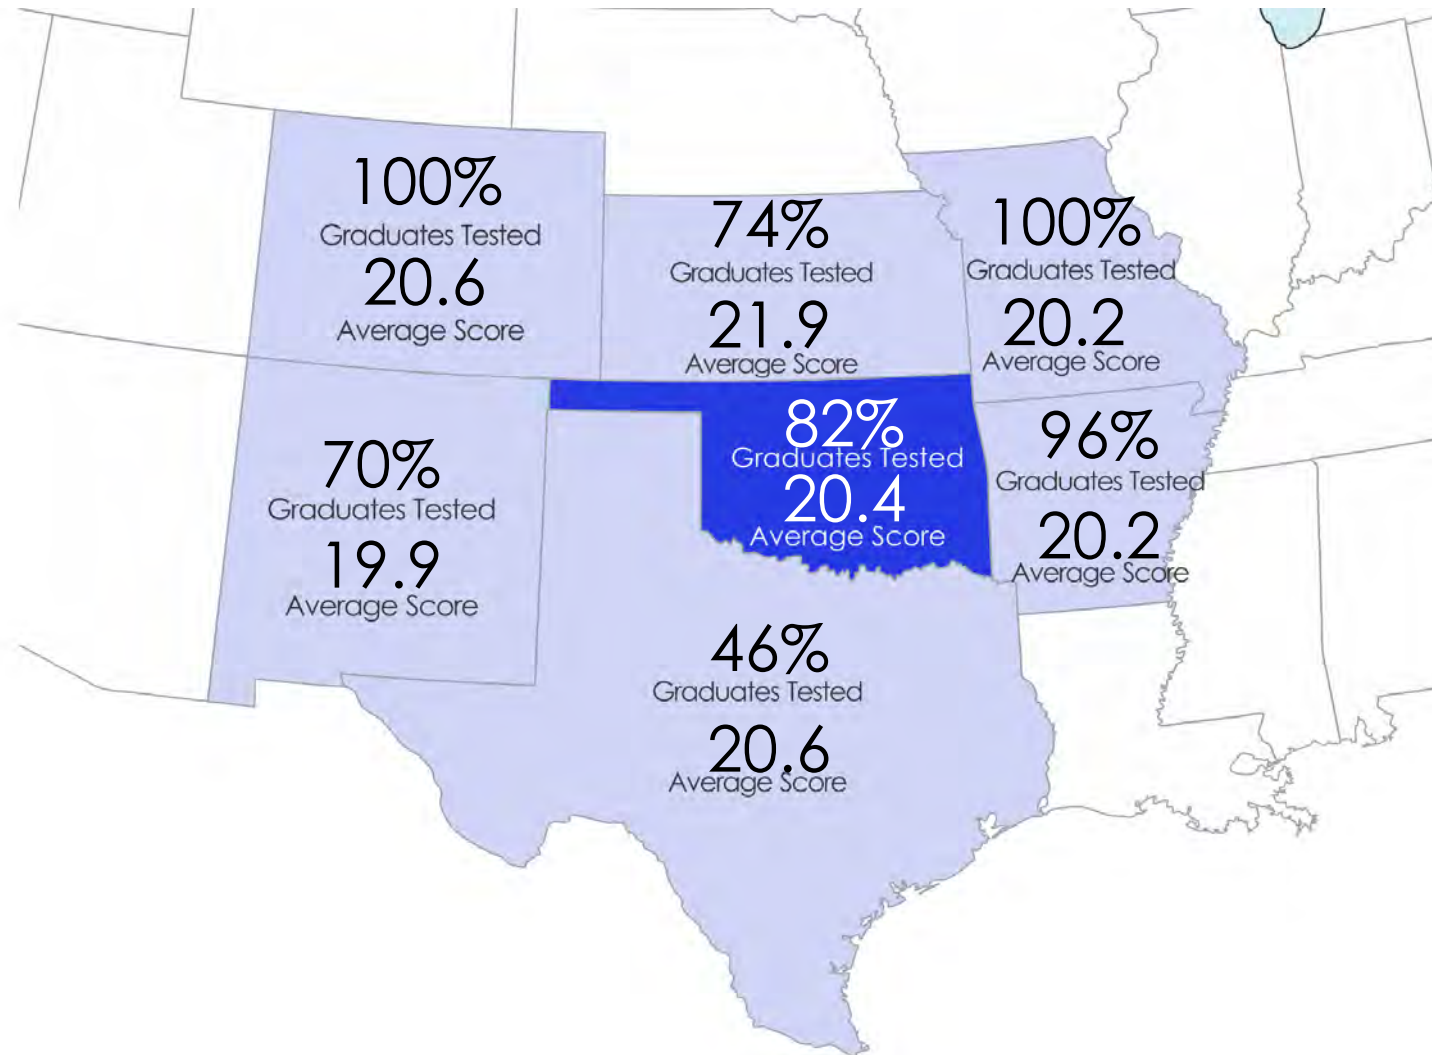 100%
Graduates Tested
20.6
Average Score
74%
Graduates Tested
21.9
Average Score
100%
Graduates Tested
20.2
Average Score
70%
Graduates Tested
19.9
Average Score
82%
Graduates Tested
20.4
Average Score
96%
Graduates Tested
20.2
Average Score
46%
Graduates Tested
20.6
Average Score